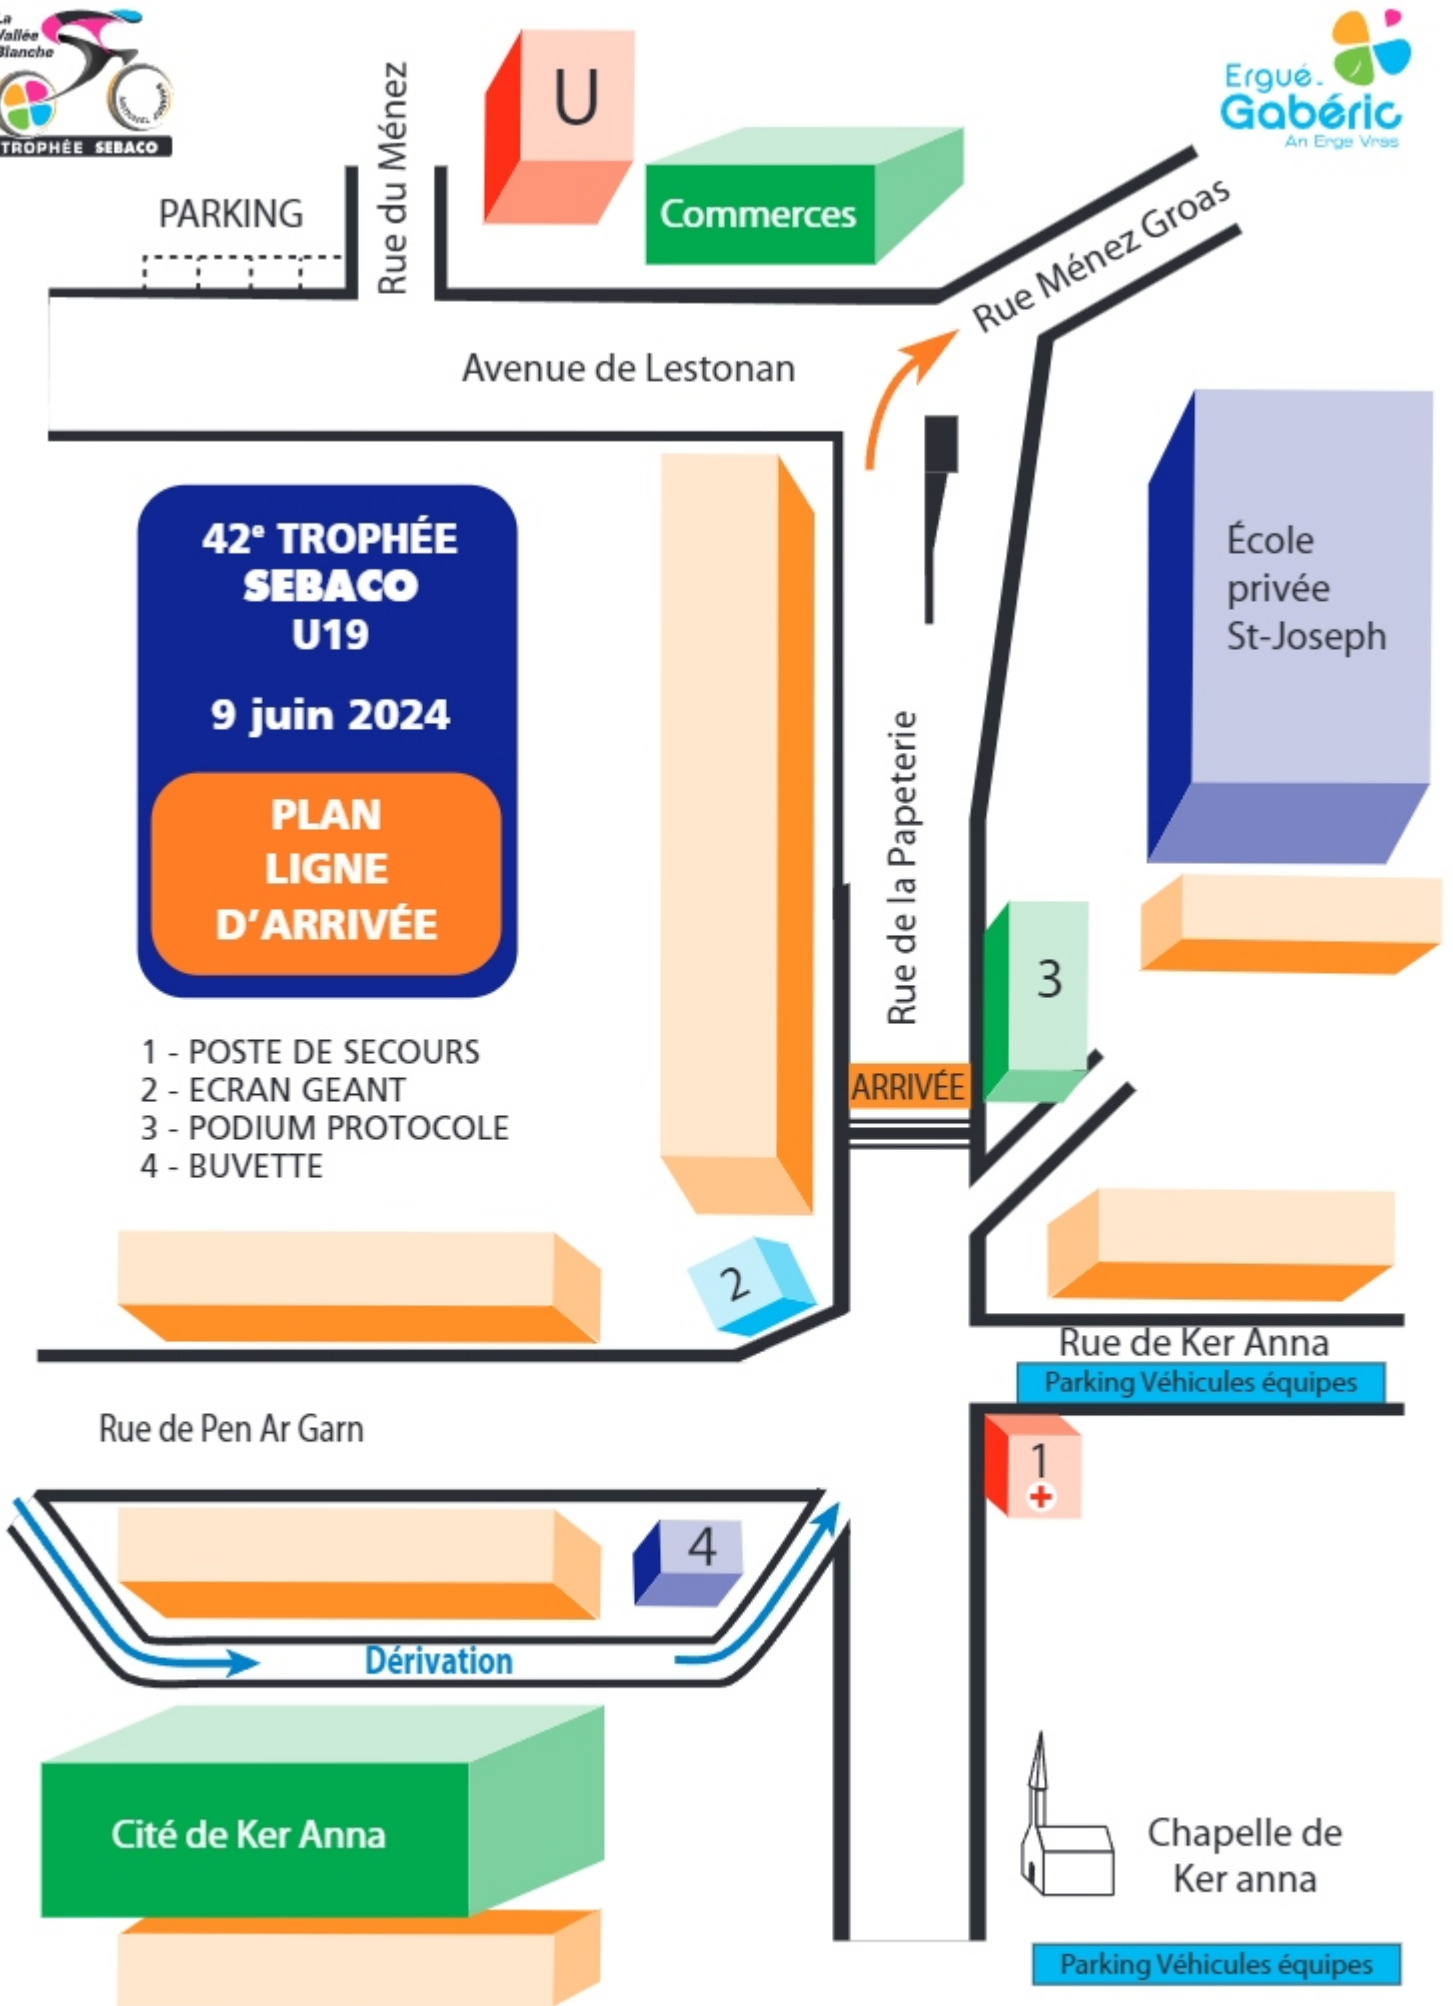 La
Vallée
Blanche
TROPHÉE SEBACO
Ergué-
Gabéric
An Erge Vras
U
Rue du Ménez
PARKING
Commerces
Rue Ménez Groas
Avenue de Lestonan
42e TROPHÉE
SEBACO
U19
9 juin 2024
PLAN
LIGNE
D’ARRIVÉE
École
privée
St-Joseph
Rue de la Papeterie
3
1 - POSTE DE SECOURS
2 - ECRAN GEANT
3 - PODIUM PROTOCOLE
4 - BUVETTE
ARRIVÉE
2
Rue de Ker Anna
Parking Véhicules équipes
Rue de Pen Ar Garn
1
4
Dérivation
Cité de Ker Anna
Chapelle de
Ker anna
Parking Véhicules équipes